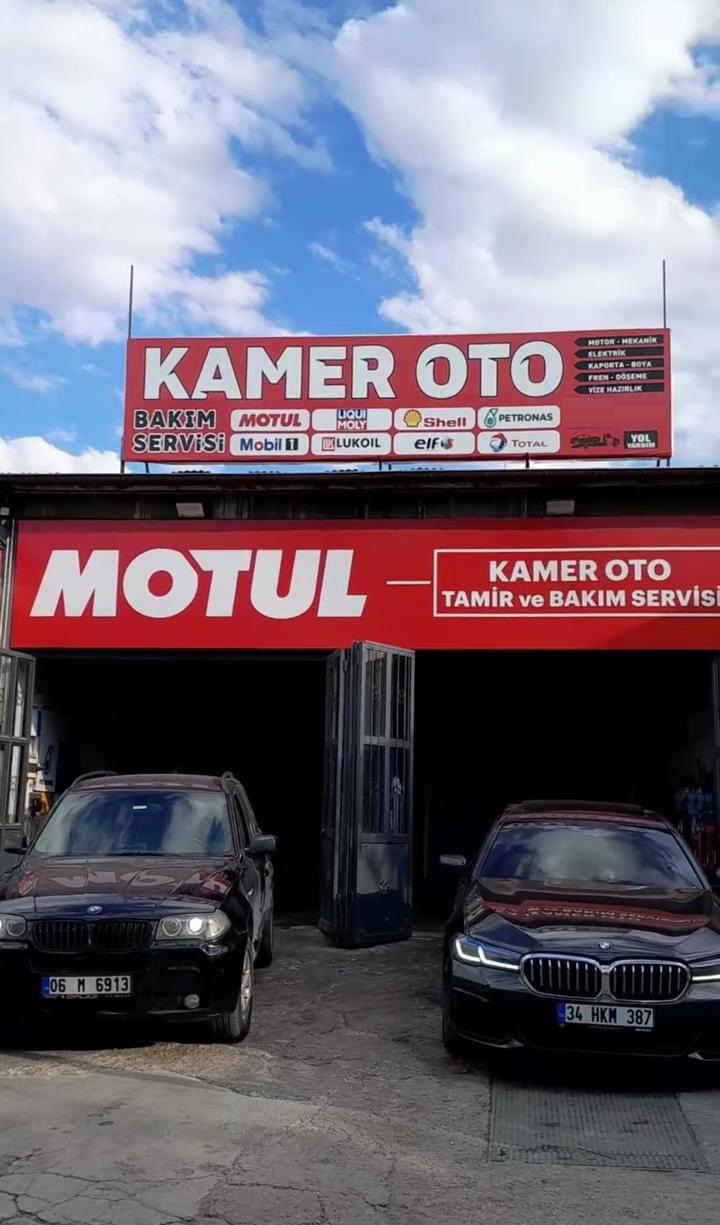 KAMER OTO
MOTOR - MEKANİK
ELEKTRİK
KAPORTA - BOYA
FREN - DÖŞEME
VİZE HAZIRLIK
BAKIM
SERVİSİ
MOTUL
LIQUI
MOLY
Shell
PETRONAS
Mobil 1
LUKOIL
elf
TOTAL
YOL
YARDIM
MOTUL
KAMER OTO
TAMİR ve BAKIM SERVİSİ
06 M 6913
34 HKM 387